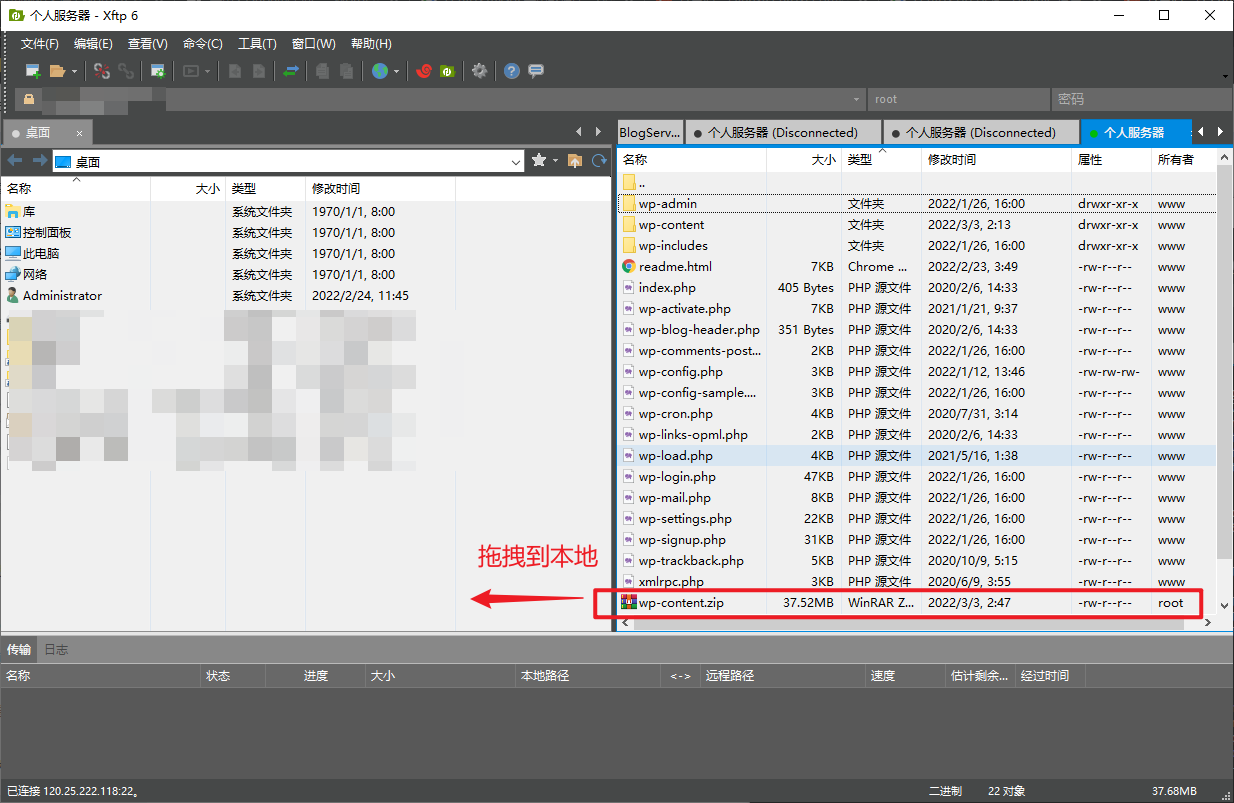 个人服务器 - Xftp 6
文件(F) 编辑(E) 查看(V) 命令(C) 工具(T) 窗口(W) 帮助(H)
root 密码
桌面 ×
BlogServ... 个人服务器 (Disconnected) 个人服务器 (Disconnected) 个人服务器
桌面
名称 大小 类型 修改时间
库 系统文件夹 1970/1/1, 8:00
控制面板 系统文件夹 1970/1/1, 8:00
此电脑 系统文件夹 1970/1/1, 8:00
网络 系统文件夹 1970/1/1, 8:00
Administrator 系统文件夹 2022/2/24, 11:45
名称 大小 类型 修改时间 属性 所有者
..
wp-admin 文件夹 2022/1/26, 16:00 drwxr-xr-x www
wp-content 文件夹 2022/3/3, 2:13 drwxr-xr-x www
wp-includes 文件夹 2022/1/26, 16:00 drwxr-xr-x www
readme.html 7KB Chrome ... 2022/2/23, 3:49 -rw-r--r-- www
index.php 405 Bytes PHP 源文件 2020/2/6, 14:33 -rw-r--r-- www
wp-activate.php 7KB PHP 源文件 2021/1/21, 9:37 -rw-r--r-- www
wp-blog-header.php 351 Bytes PHP 源文件 2020/2/6, 14:33 -rw-r--r-- www
wp-comments-post... 2KB PHP 源文件 2022/1/26, 16:00 -rw-r--r-- www
wp-config.php 3KB PHP 源文件 2022/1/12, 13:46 -rw-rw-rw- www
wp-config-sample.... 3KB PHP 源文件 2022/1/26, 16:00 -rw-r--r-- www
wp-cron.php 4KB PHP 源文件 2020/7/31, 3:14 -rw-r--r-- www
wp-links-opml.php 2KB PHP 源文件 2020/2/6, 14:33 -rw-r--r-- www
wp-load.php 4KB PHP 源文件 2021/5/16, 1:38 -rw-r--r-- www
wp-login.php 47KB PHP 源文件 2022/1/26, 16:00 -rw-r--r-- www
wp-mail.php 8KB PHP 源文件 2022/1/26, 16:00 -rw-r--r-- www
wp-settings.php 22KB PHP 源文件 2022/1/26, 16:00 -rw-r--r-- www
wp-signup.php 31KB PHP 源文件 2022/1/26, 16:00 -rw-r--r-- www
wp-trackback.php 5KB PHP 源文件 2020/10/9, 5:15 -rw-r--r-- www
xmlrpc.php 3KB PHP 源文件 2020/6/9, 3:55 -rw-r--r-- www
wp-content.zip 37.52MB WinRAR Z... 2022/3/3, 2:47 -rw-r--r-- root
拖拽到本地
传输 日志
名称 状态 进度 大小 本地路径 <-> 远程路径 速度 估计剩余... 经过时间
已连接 120.25.222.118:22。 二进制 22 对象 37.68MB